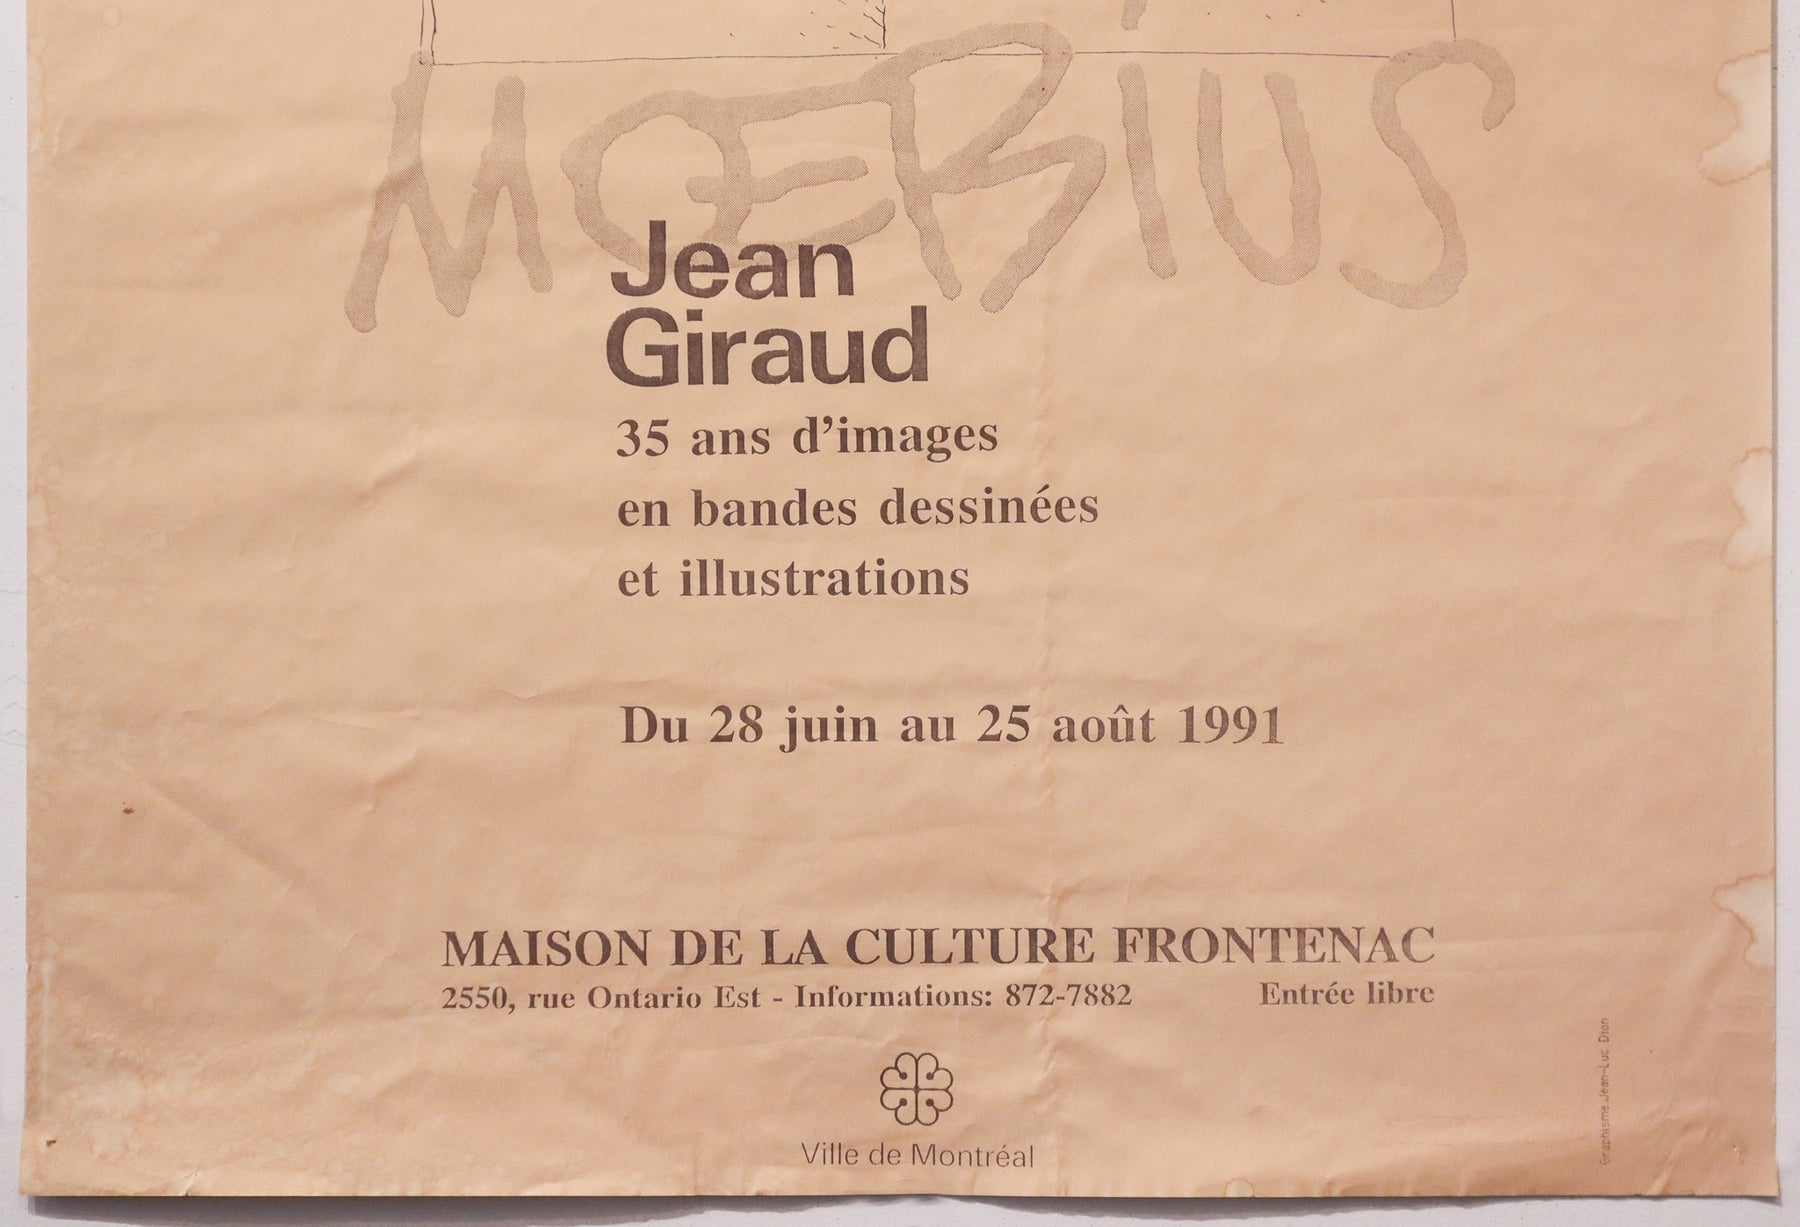 MŒBIUS
Jean
Giraud
35 ans d'images
en bandes dessinées
et illustrations
Du 28 juin au 25 août 1991
MAISON DE LA CULTURE FRONTENAC
2550, rue Ontario Est - Informations: 872-7882 Entrée libre
Ville de Montréal
Graphisme Jean-Luc Dion